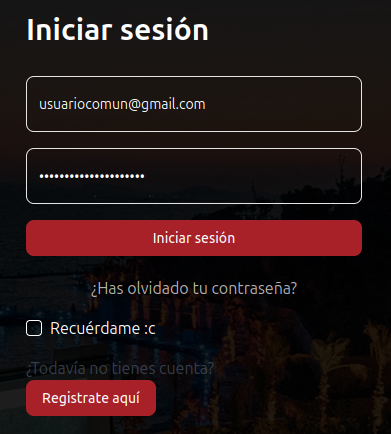 Iniciar sesión
usuariocomun@gmail.com
•••••••••••••••••••••
Iniciar sesión
¿Has olvidado tu contraseña?
Recuérdame :c
¿Todavía no tienes cuenta?
Registrate aquí